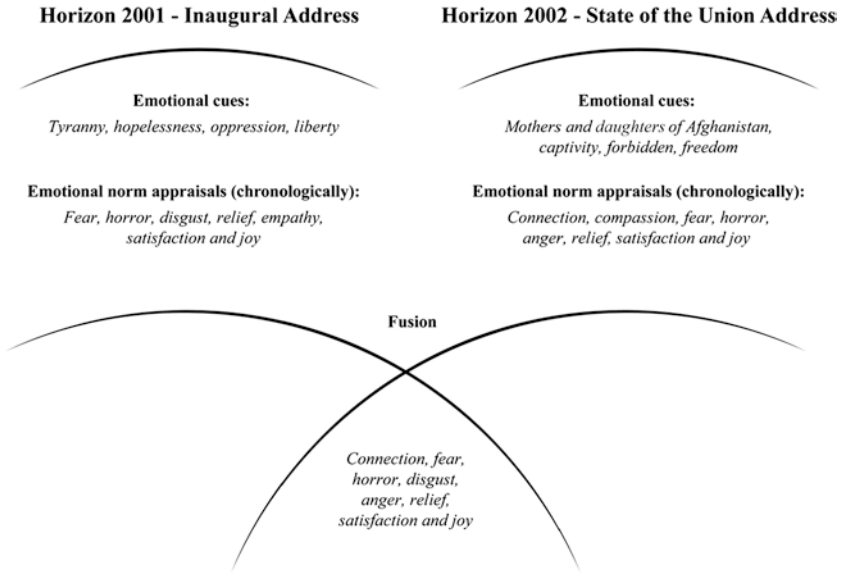 Horizon 2001 - Inaugural Address
Emotional cues:
Tyranny, hopelessness, oppression, liberty
Emotional norm appraisals (chronologically):
Fear, horror, disgust, relief, empathy,
satisfaction and joy
Horizon 2002 - State of the Union Address
Emotional cues:
Mothers and daughters of Afghanistan,
captivity, forbidden, freedom
Emotional norm appraisals (chronologically):
Connection, compassion, fear, horror,
anger, relief, satisfaction and joy
Fusion
Connection, fear,
horror, disgust,
anger, relief,
satisfaction and joy